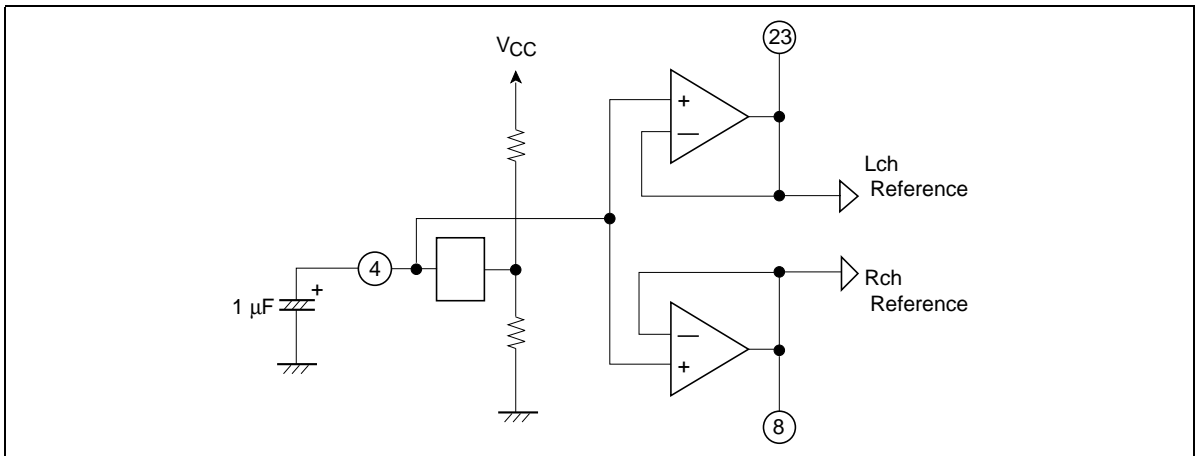 VCC
23
+
—
Lch
Reference
4
+
1 μF
Rch
Reference
—
+
8